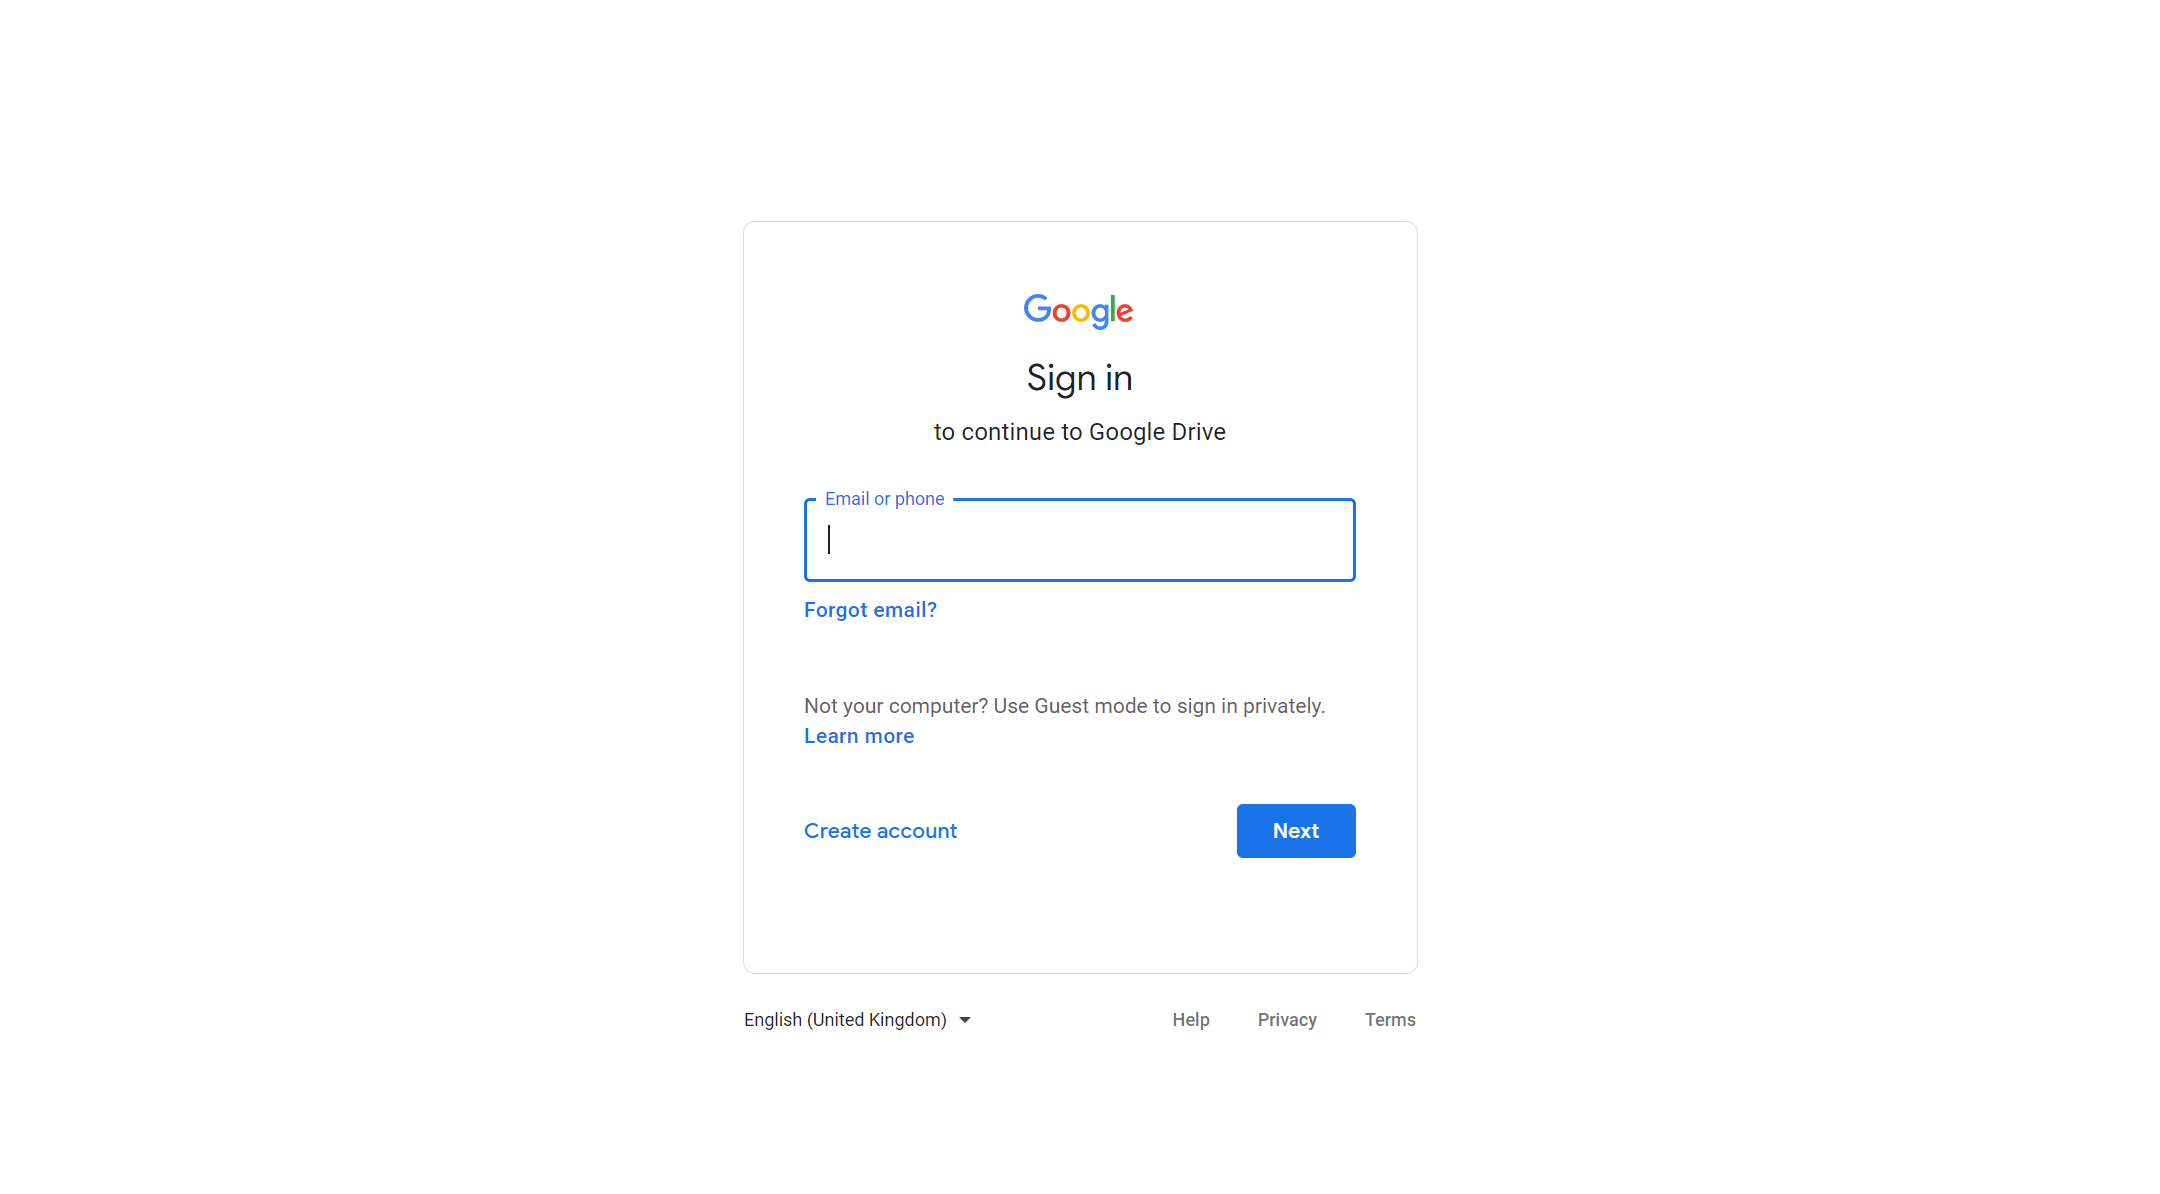 Google
Sign in
to continue to Google Drive
Email or phone
Forgot email?
Not your computer? Use Guest mode to sign in privately.
Learn more
Create account
Next
English (United Kingdom)
Help
Privacy
Terms